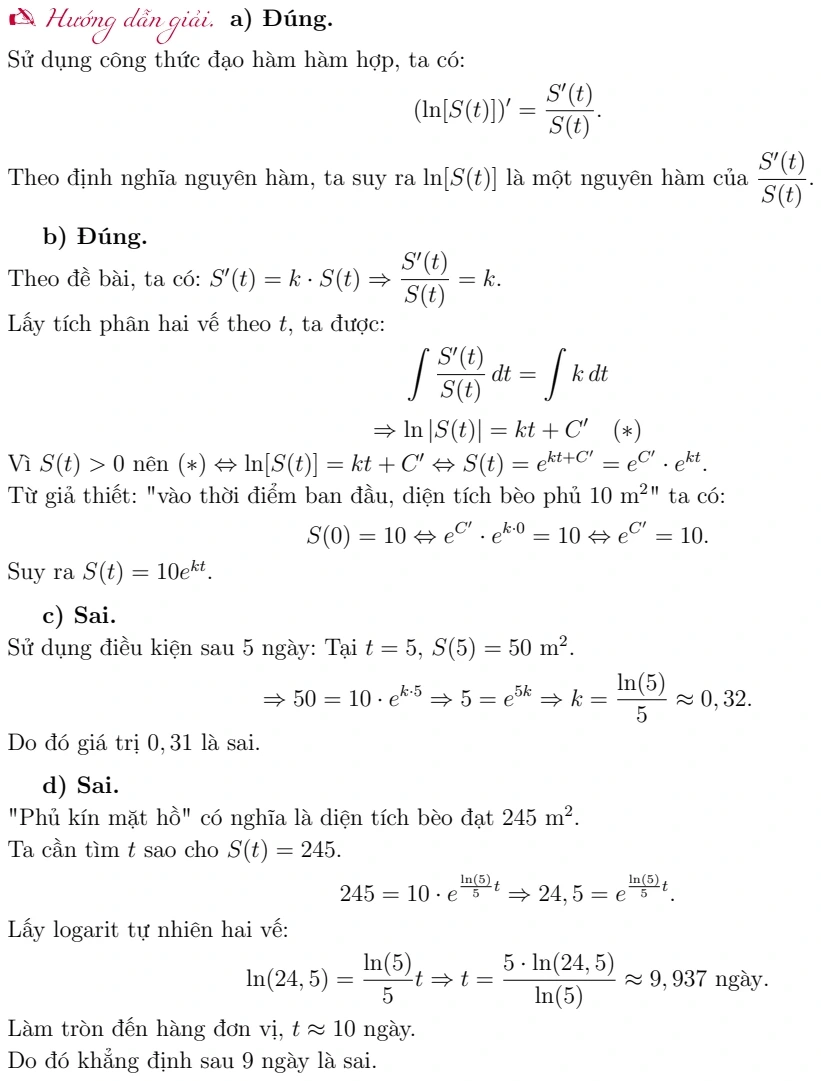 Hướng dẫn giải. a) Đúng.
Sử dụng công thức đạo hàm hàm hợp, ta có:
(ln[S(t)])′ = S′(t)/S(t).
Theo định nghĩa nguyên hàm, ta suy ra ln[S(t)] là một nguyên hàm của S′(t)/S(t).
b) Đúng.
Theo đề bài, ta có: S′(t) = k · S(t) ⇒ S′(t)/S(t) = k.
Lấy tích phân hai vế theo t, ta được:
∫ S′(t)/S(t) dt = ∫ k dt
⇒ ln |S(t)| = kt + C′ (∗)
Vì S(t) > 0 nên (∗) ⇔ ln[S(t)] = kt + C′ ⇔ S(t) = e^{kt+C′} = e^{C′} · e^{kt}.
Từ giả thiết: "vào thời điểm ban đầu, diện tích bèo phủ 10 m²" ta có:
S(0) = 10 ⇔ e^{C′} · e^{k·0} = 10 ⇔ e^{C′} = 10.
Suy ra S(t) = 10e^{kt}.
c) Sai.
Sử dụng điều kiện sau 5 ngày: Tại t = 5, S(5) = 50 m².
⇒ 50 = 10 · e^{k·5} ⇒ 5 = e^{5k} ⇒ k = ln(5)/5 ≈ 0, 32.
Do đó giá trị 0, 31 là sai.
d) Sai.
"Phủ kín mặt hồ" có nghĩa là diện tích bèo đạt 245 m².
Ta cần tìm t sao cho S(t) = 245.
245 = 10 · e^{ln(5)/5 t} ⇒ 24, 5 = e^{ln(5)/5 t}.
Lấy logarit tự nhiên hai vế:
ln(24, 5) = ln(5)/5 t ⇒ t = 5 · ln(24, 5)/ln(5) ≈ 9, 937 ngày.
Làm tròn đến hàng đơn vị, t ≈ 10 ngày.
Do đó khẳng định sau 9 ngày là sai.